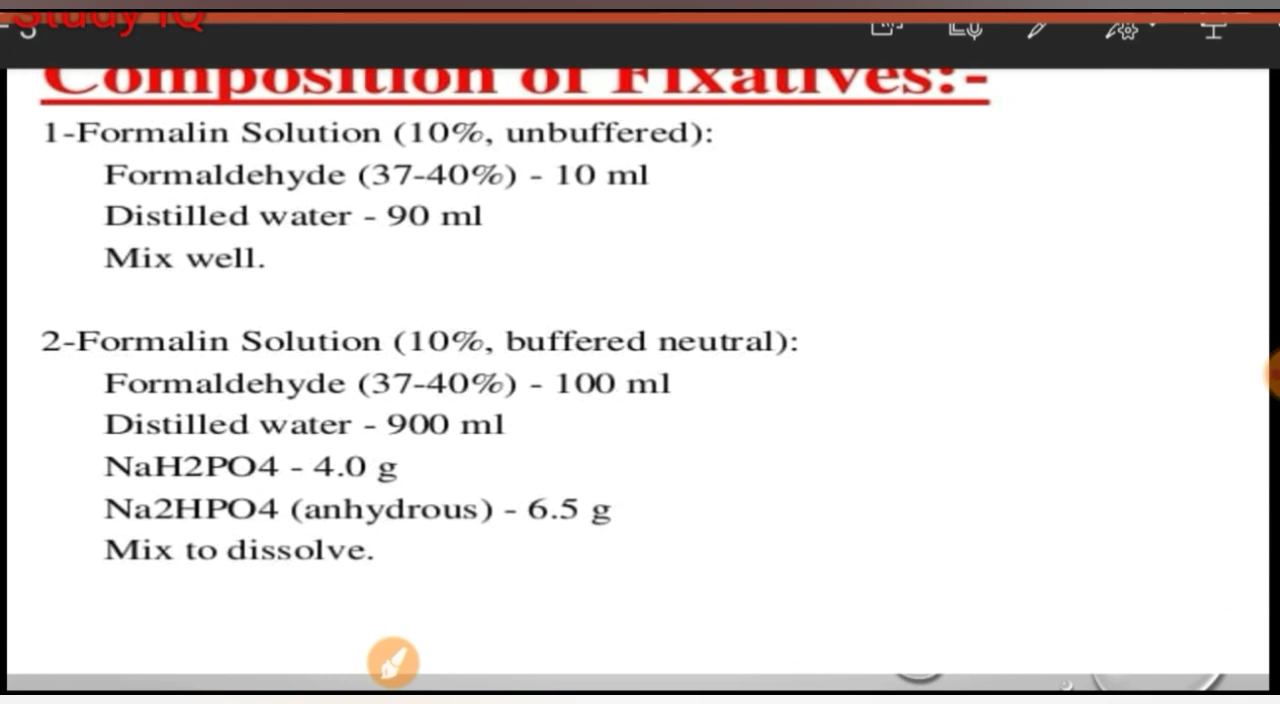 Study IQ
Composition of Fixatives:-
1-Formalin Solution (10%, unbuffered):
Formaldehyde (37-40%) - 10 ml
Distilled water - 90 ml
Mix well.
2-Formalin Solution (10%, buffered neutral):
Formaldehyde (37-40%) - 100 ml
Distilled water - 900 ml
NaH2PO4 - 4.0 g
Na2HPO4 (anhydrous) - 6.5 g
Mix to dissolve.